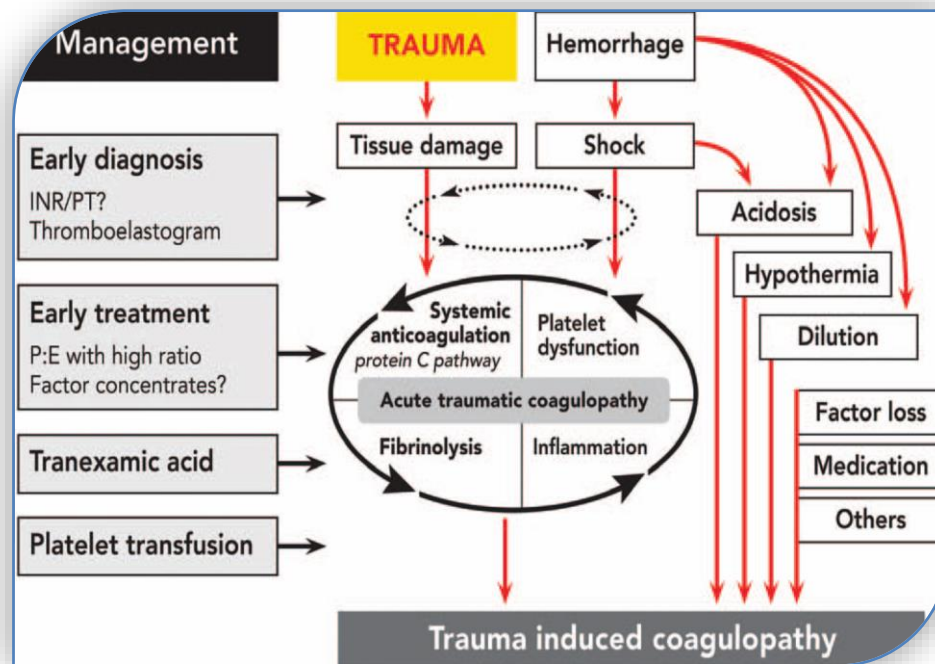 Management
TRAUMA
Hemorrhage
Early diagnosis
INR/PT?
Thromboelastogram
Tissue damage
Shock
Acidosis
Hypothermia
Dilution
Early treatment
P:E with high ratio
Factor concentrates?
Systemic
anticoagulation
protein C pathway
Platelet
dysfunction
Acute traumatic coagulopathy
Fibrinolysis
Inflammation
Factor loss
Medication
Others
Tranexamic acid
Platelet transfusion
Trauma induced coagulopathy